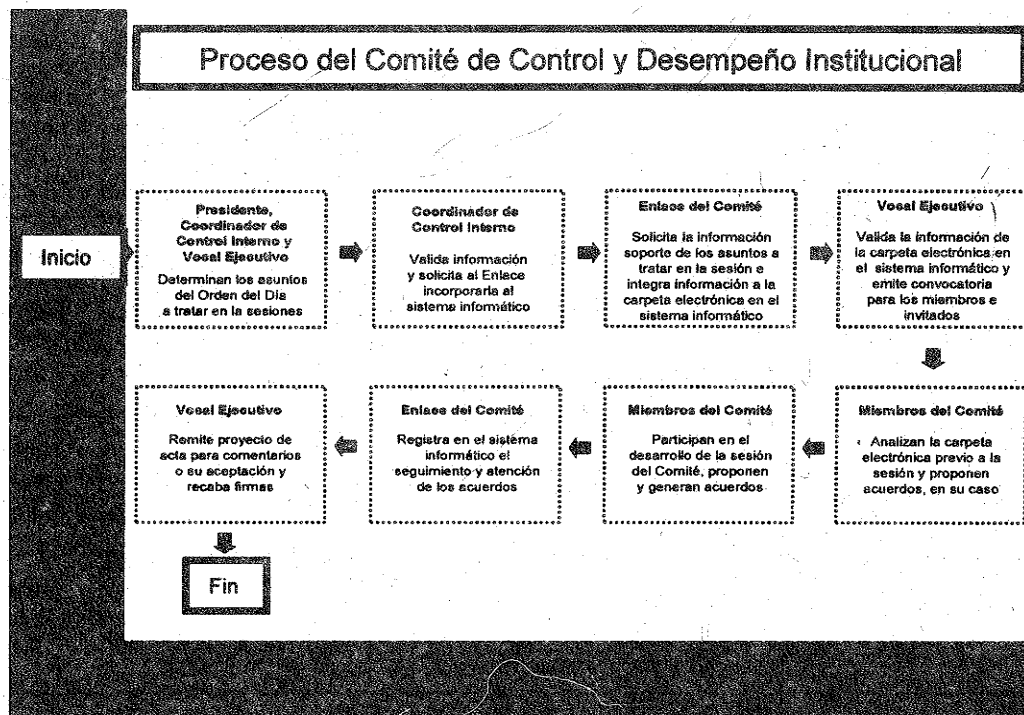 Proceso del Comité de Control y Desempeño Institucional
Inicio
Presidente,
Coordinador de
Control Interno y
Vocal Ejecutivo
Determinan los asuntos
del Orden del Día
a tratar en la sesiones
Coordinador de
Control Interno
Valida información
y solicita al Enlace
incorporarla al
sistema informático
Enlace del Comité
Solicita la información
soporte de los asuntos a
tratar en la sesión e
integra información a la
carpeta electrónica en el
sistema informático
Vocal Ejecutivo
Valida la información de
la carpeta electrónica en
el sistema informático y
emite convocatoria
para los miembros e
invitados
Miembros del Comité
Analizan la carpeta
electrónica previo a la
sesión y proponen
acuerdos, en su caso
Miembros del Comité
Participan en el
desarrollo de la sesión
del Comité, proponen
y generan acuerdos
Enlace del Comité
Registra en el sistema
informático el
seguimiento y atención
de los acuerdos
Vocal Ejecutivo
Remite proyecto de
acta para comentarios
o su aceptación y
recaba firmas
Fin